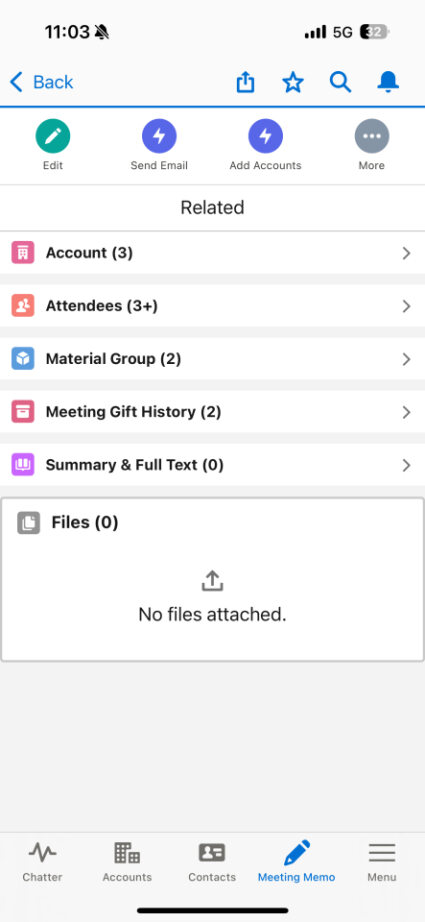 11:03
5G
32
Back
Edit
Send Email
Add Accounts
More
Related
Account (3)
Attendees (3+)
Material Group (2)
Meeting Gift History (2)
Summary & Full Text (0)
Files (0)
No files attached.
Chatter
Accounts
Contacts
Meeting Memo
Menu